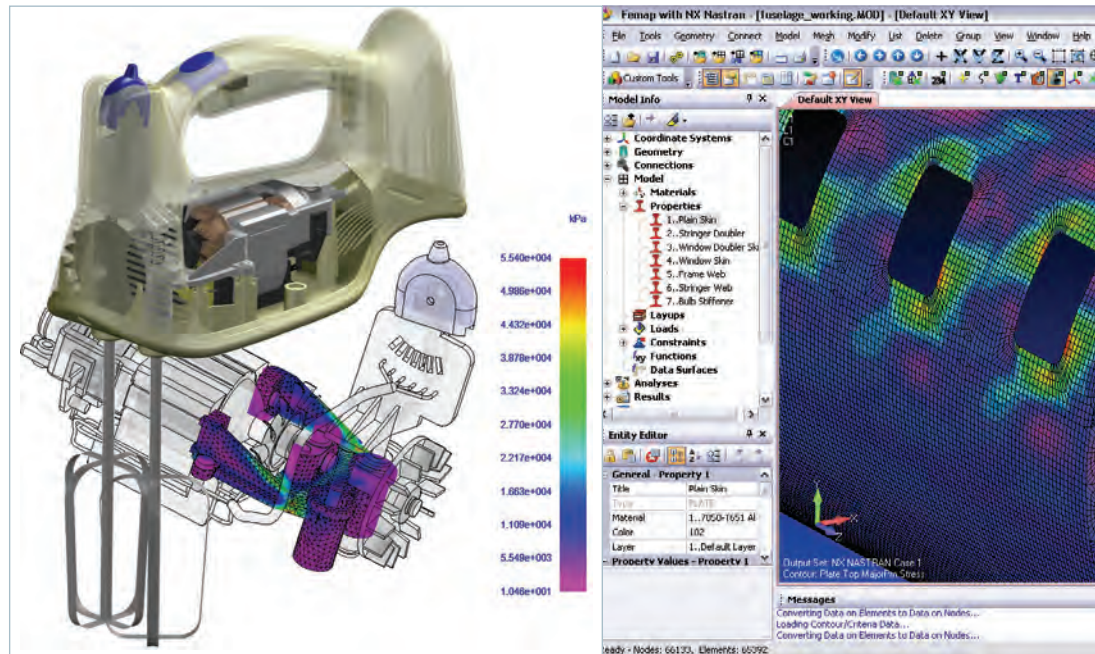 kPa
5.540e+004
4.986e+004
4.432e+004
3.878e+004
3.324e+004
2.770e+004
2.217e+004
1.663e+004
1.109e+004
5.549e+003
1.046e+001
Femap with NX Nastran - [fuselage_working.MOD] - [Default XY View]
File Tools Geometry Connect Model Mesh Modify List Delete Group View Window Help
Custom Tools
Model Info
Default XY View
Coordinate Systems
Geometry
Connections
Model
Materials
Properties
1..Plain Skin
2..Stringer Doubler
3..Window Doubler Ski
4..Window Skin
5..Frame Web
6..Stringer Web
7..Bulb Stiffener
Layups
Loads
Constraints
Functions
Data Surfaces
Analyses
Results
L1
C1
Entity Editor
General - Property 1
Title Plain Skin
Type PLATE
Material 1..7050-T651 Al
Color 102
Layer 1..Default Layer
Property Values - Property 1
Y
X
Z
Output Set: NX NASTRAN Case 1
Contour: Plate Top MajorPrn Stress
Messages
Converting Data on Elements to Data on Nodes...
Loading Contour/Criteria Data...
Converting Data on Elements to Data on Nodes...
eady - Nodes: 66133, Elements: 65392